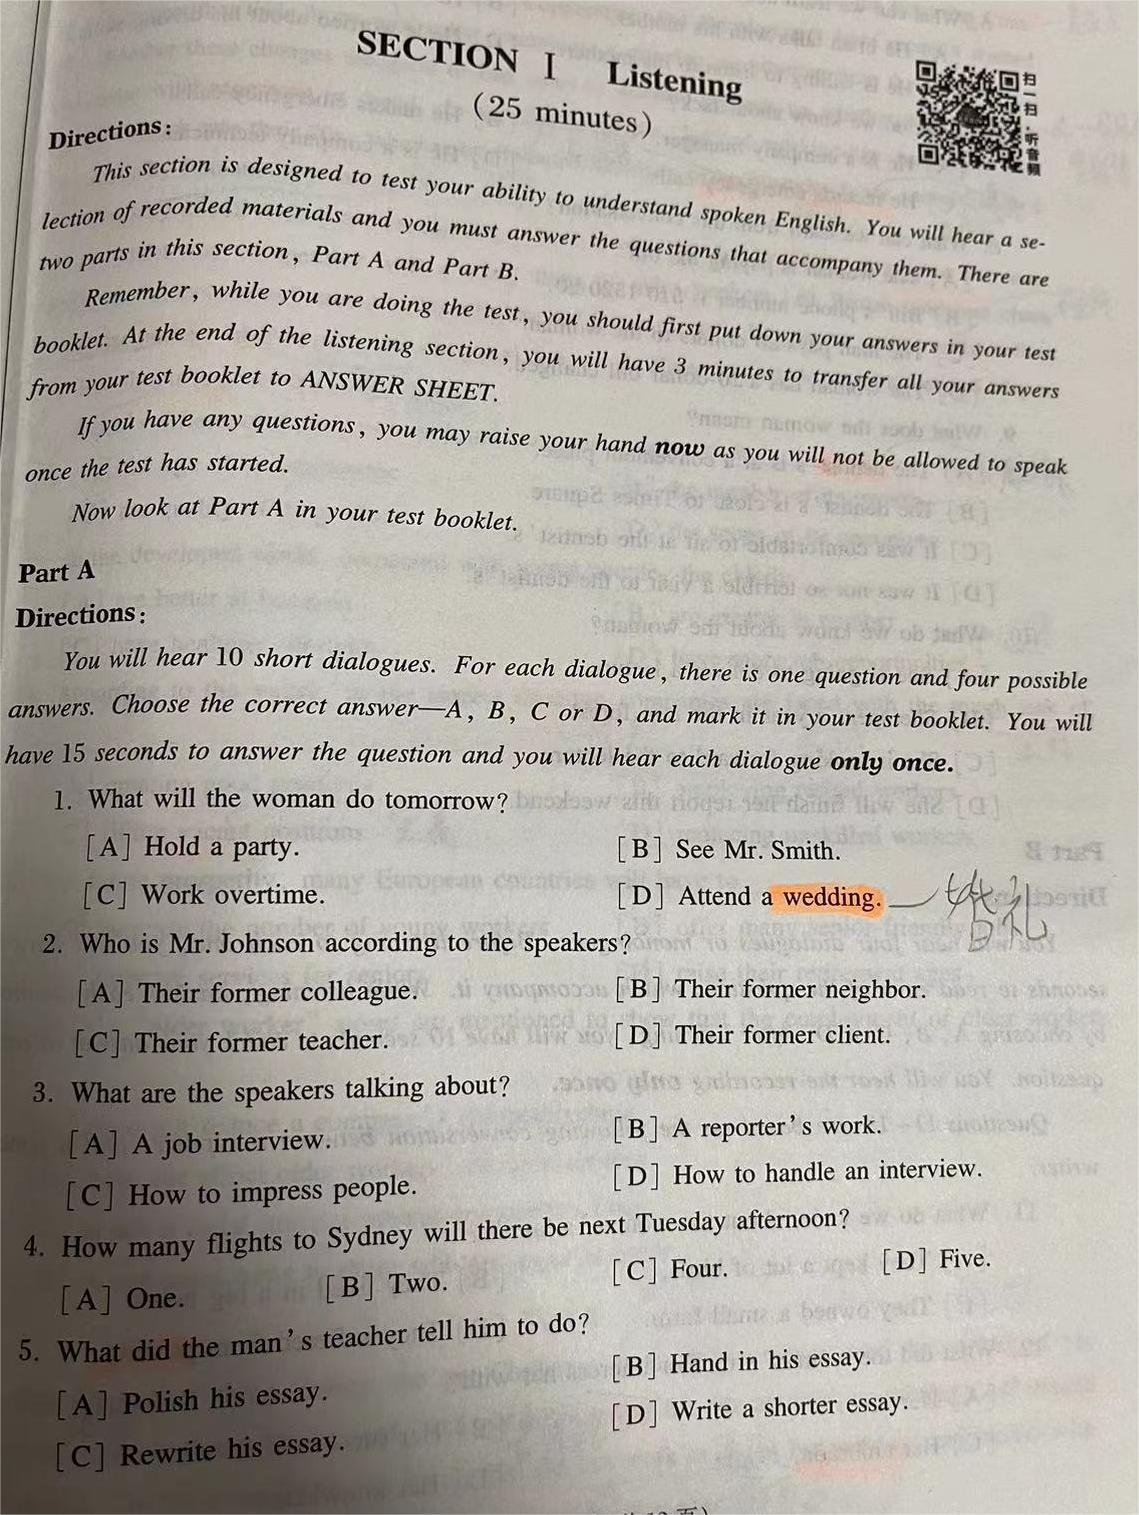 SECTION I Listening
(25 minutes)
扫一扫，听音频
Directions:
This section is designed to test your ability to understand spoken English. You will hear a se-
lection of recorded materials and you must answer the questions that accompany them. There are
two parts in this section, Part A and Part B.
Remember, while you are doing the test, you should first put down your answers in your test
booklet. At the end of the listening section, you will have 3 minutes to transfer all your answers
from your test booklet to ANSWER SHEET.
If you have any questions, you may raise your hand now as you will not be allowed to speak
once the test has started.
Now look at Part A in your test booklet.
Part A
Directions:
You will hear 10 short dialogues. For each dialogue, there is one question and four possible
answers. Choose the correct answer—A, B, C or D, and mark it in your test booklet. You will
have 15 seconds to answer the question and you will hear each dialogue only once.
1. What will the woman do tomorrow?
[A] Hold a party. [B] See Mr. Smith.
[C] Work overtime. [D] Attend a wedding. 婚礼
2. Who is Mr. Johnson according to the speakers?
[A] Their former colleague. [B] Their former neighbor.
[C] Their former teacher. [D] Their former client.
3. What are the speakers talking about?
[A] A job interview. [B] A reporter's work.
[C] How to impress people. [D] How to handle an interview.
4. How many flights to Sydney will there be next Tuesday afternoon?
[A] One. [B] Two. [C] Four. [D] Five.
5. What did the man's teacher tell him to do?
[A] Polish his essay. [B] Hand in his essay.
[C] Rewrite his essay. [D] Write a shorter essay.